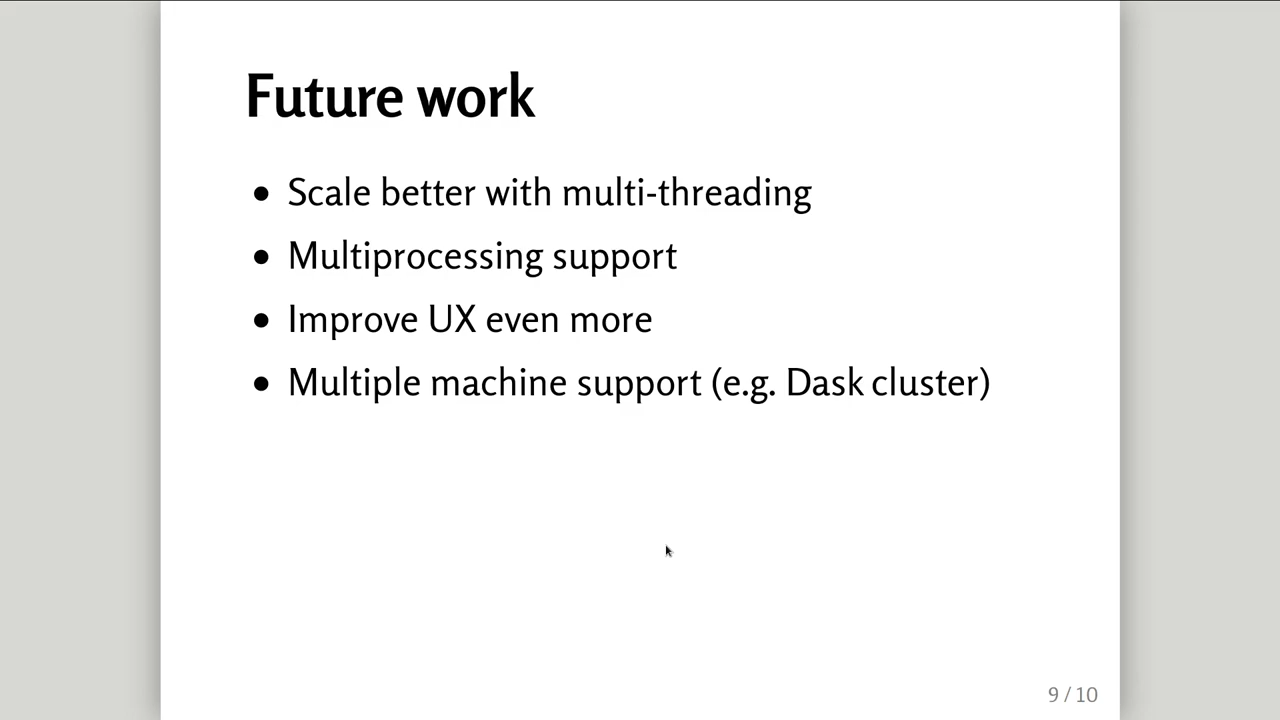 Future work
● Scale better with multi-threading
● Multiprocessing support
● Improve UX even more
● Multiple machine support (e.g. Dask cluster)
9 / 10